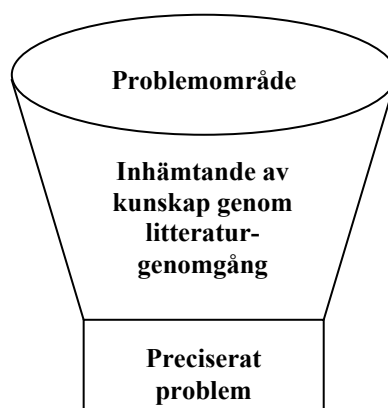 Problemområde
Inhämtande av
kunskap genom
litteratur-
genomgång
Preciserat
problem